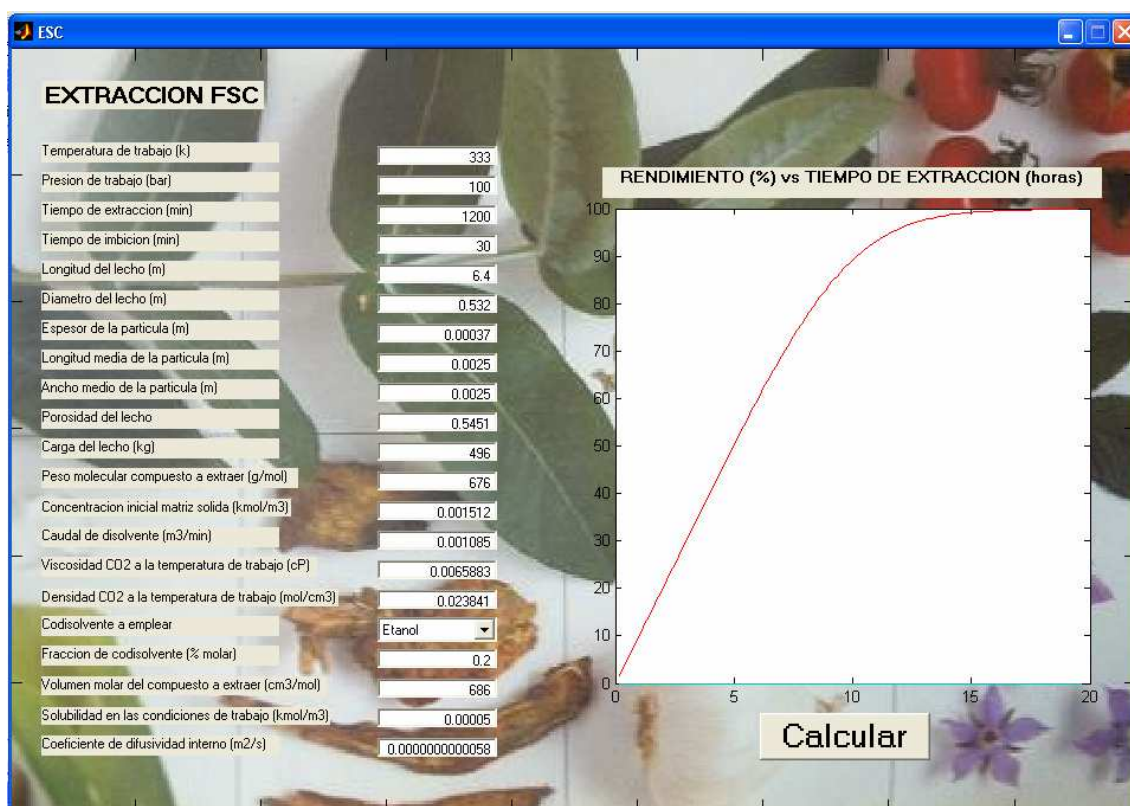 ESC
EXTRACCION FSC
Temperatura de trabajo (k) 333
Presion de trabajo (bar) 100
Tiempo de extraccion (min) 1200
Tiempo de imbicion (min) 30
Longitud del lecho (m) 6.4
Diametro del lecho (m) 0.532
Espesor de la particula (m) 0.00037
Longitud media de la particula (m) 0.0025
Ancho medio de la particula (m) 0.0025
Porosidad del lecho 0.5451
Carga del lecho (kg) 496
Peso molecular compuesto a extraer (g/mol) 676
Concentracion inicial matriz solida (kmol/m3) 0.001512
Caudal de disolvente (m3/min) 0.001085
Viscosidad CO2 a la temperatura de trabajo (cP) 0.0065883
Densidad CO2 a la temperatura de trabajo (mol/cm3) 0.023841
Codisolvente a emplear Etanol
Fraccion de codisolvente (% molar) 0.2
Volumen molar del compuesto a extraer (cm3/mol) 686
Solubilidad en las condiciones de trabajo (kmol/m3) 0.00005
Coeficiente de difusividad interno (m2/s) 0.0000000000058
RENDIMIENTO (%) vs TIEMPO DE EXTRACCION (horas)
100
90
80
70
60
50
40
30
20
10
0
0 5 10 15 20
Calcular